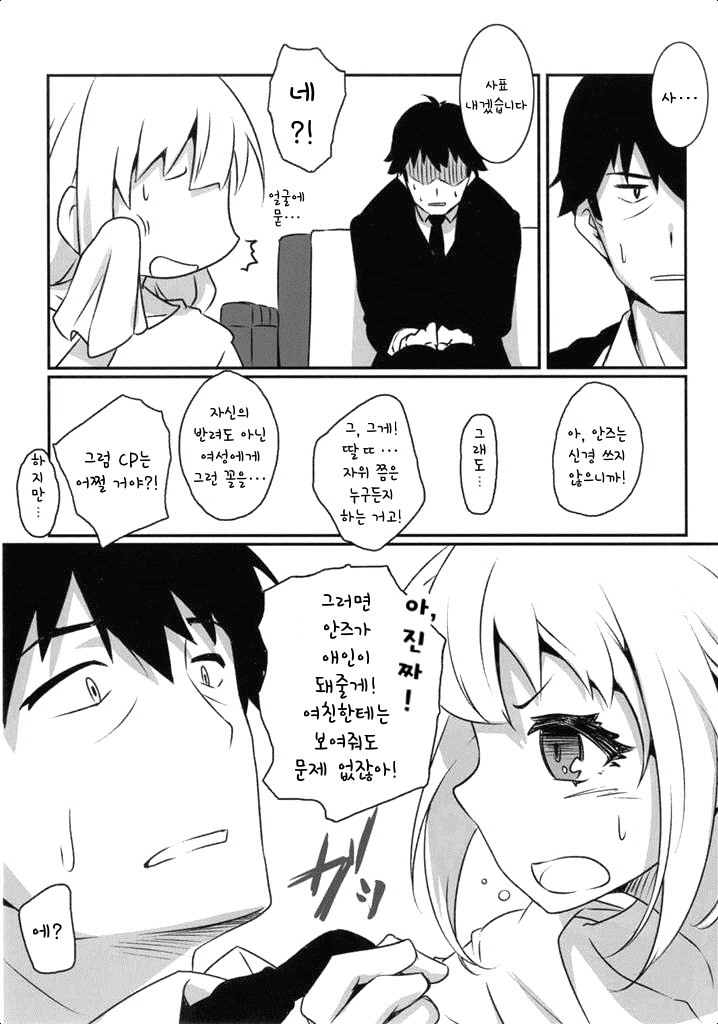 사…
사표
내겠습니다
네
?!
얼굴에
묻…
아, 안즈는
신경 쓰지
않으니까!
그래도…
그, 그게!
딸 ㄸ …
자위 쯤은
누구든지
하는 거고!
자신의
반려도 아닌
여성에게
그런 꼴을…
그럼 CP는
어쩔 거야?!
하지만…
아, 진짜!
그러면
안즈가
애인이
돼줄게!
여친한테는
보여줘도
문제 없잖아!
ガッ
에?